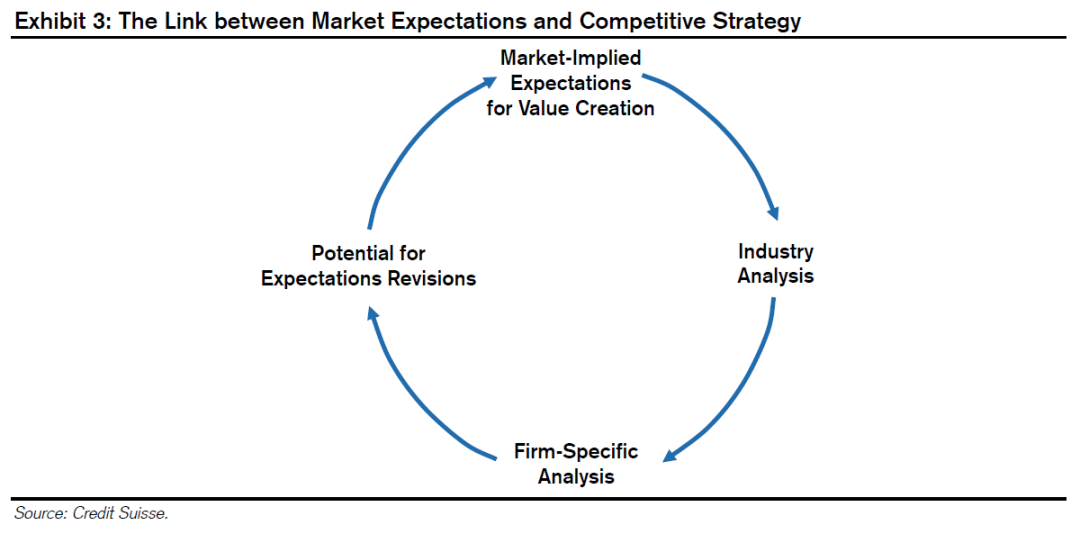 Exhibit 3: The Link between Market Expectations and Competitive Strategy
Market-Implied
Expectations
for Value Creation
Industry
Analysis
Firm-Specific
Analysis
Potential for
Expectations Revisions
Source: Credit Suisse.